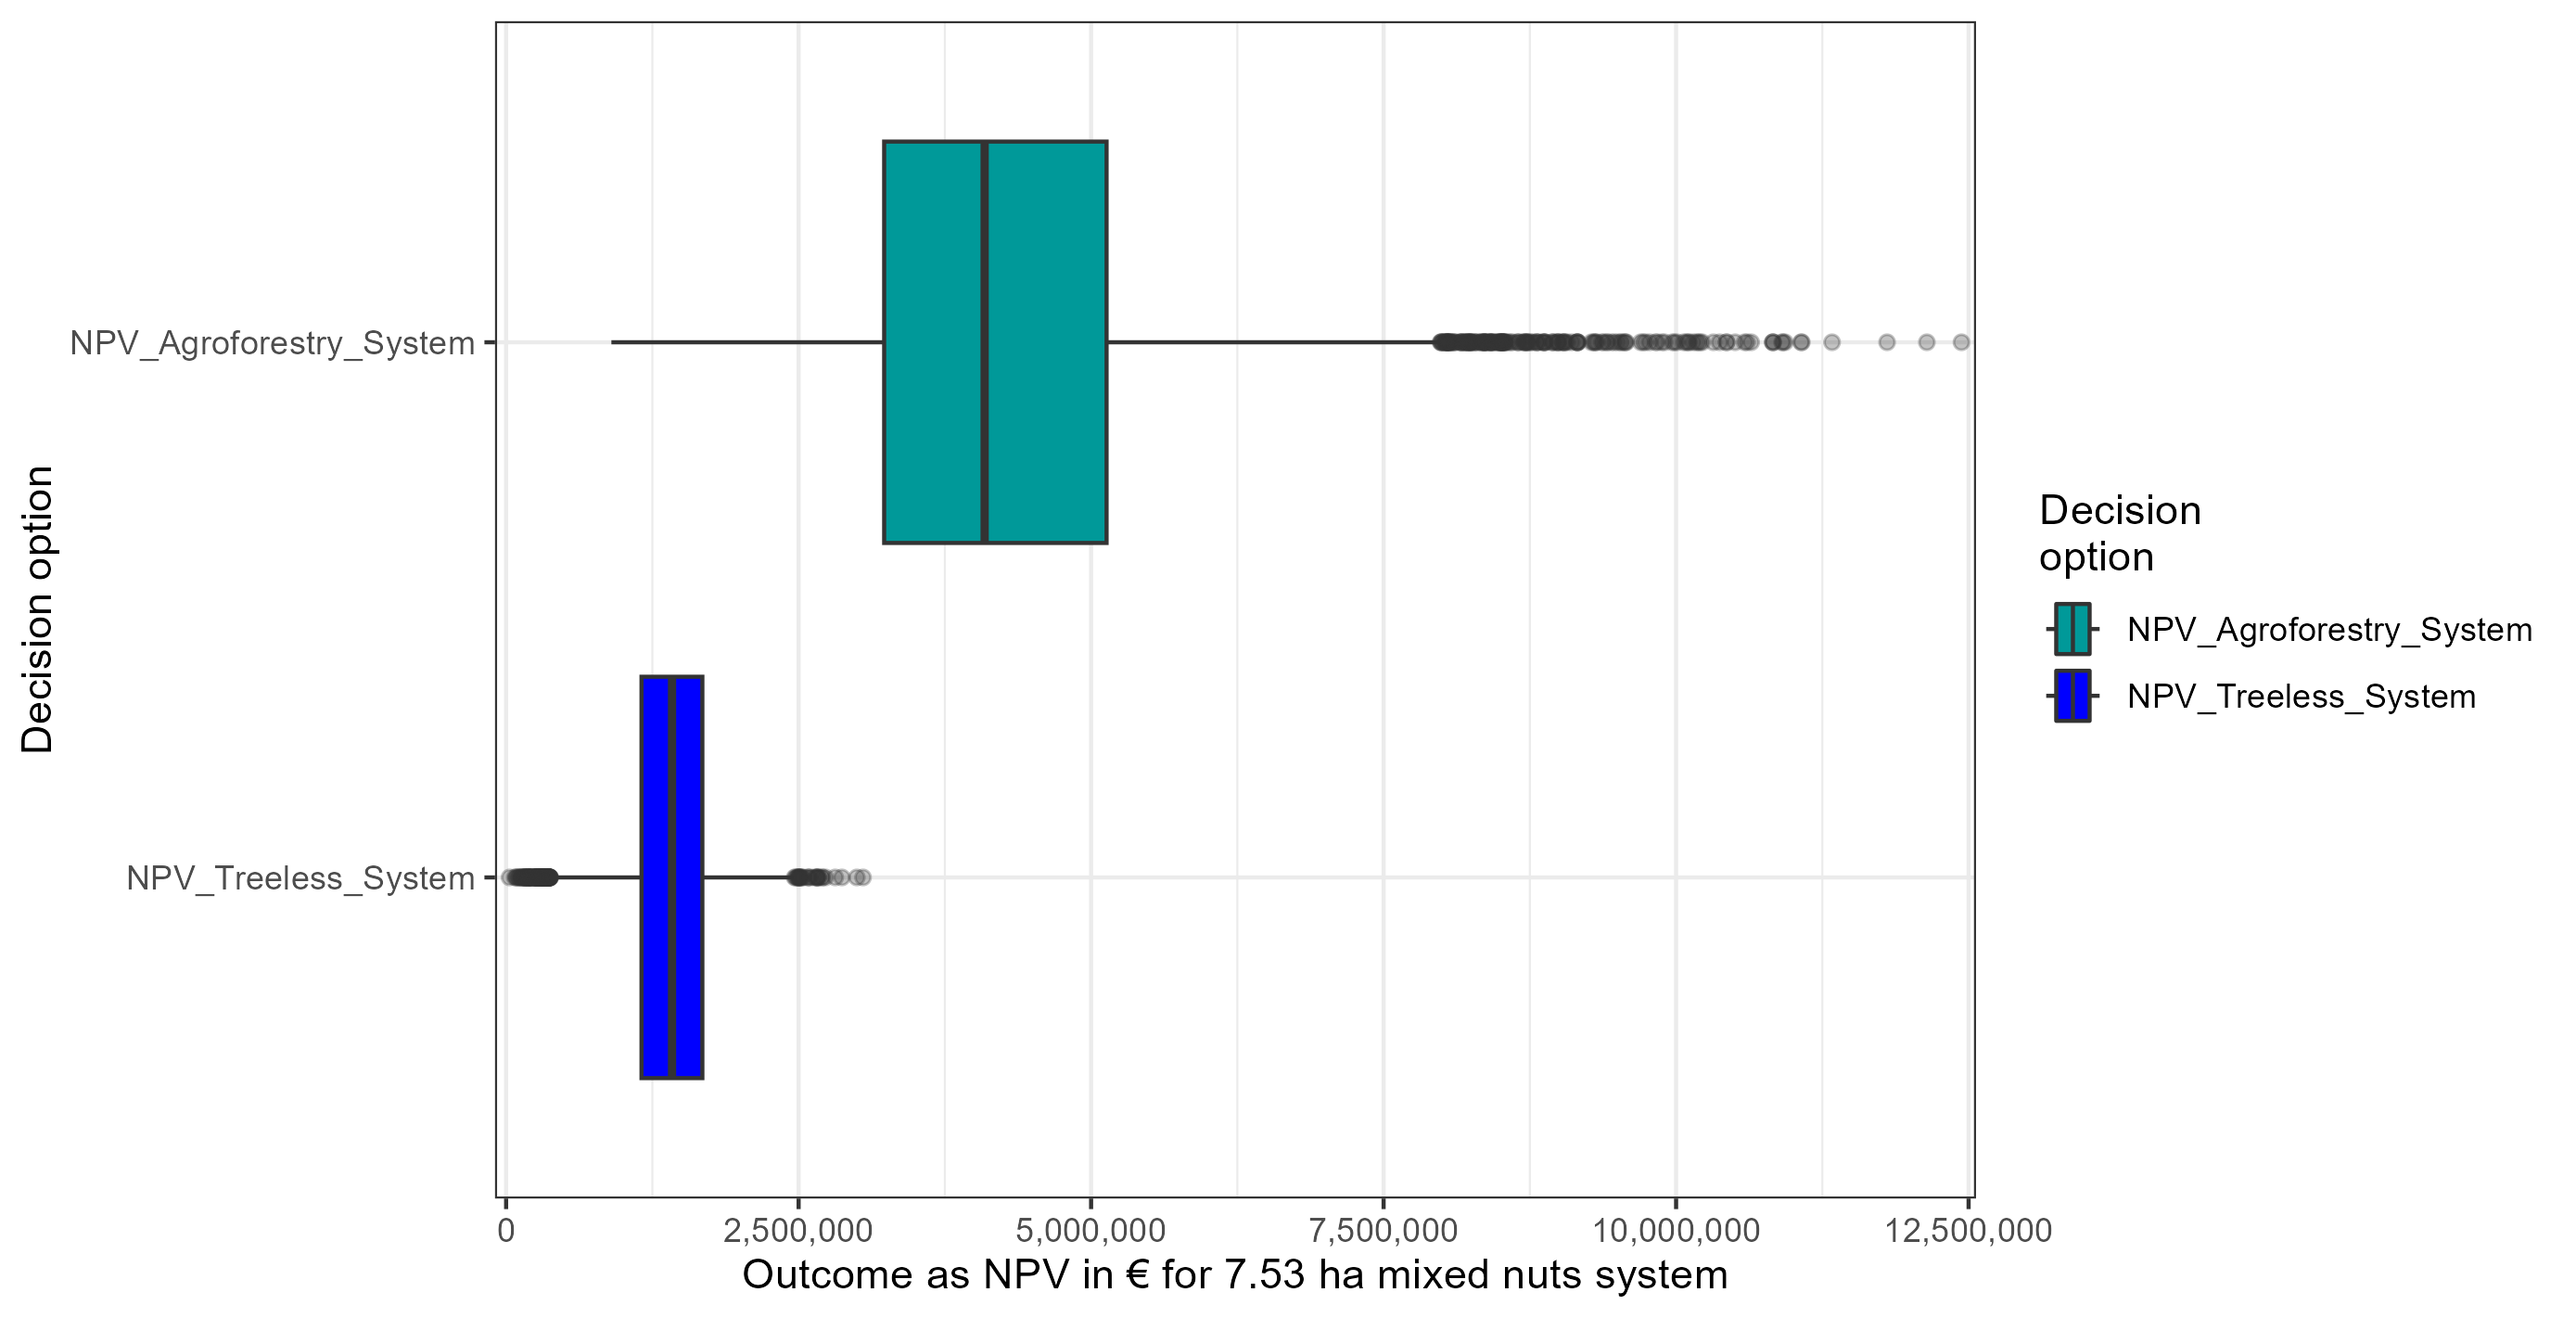 Decision option
NPV_Agroforestry_System
NPV_Treeless_System
0
2,500,000
5,000,000
7,500,000
10,000,000
12,500,000
Outcome as NPV in € for 7.53 ha mixed nuts system
Decision
option
NPV_Agroforestry_System
NPV_Treeless_System